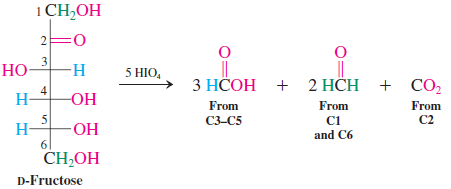 1 CH₂OH
2 =O
HO 3 H
5 HIO₄
H 4 OH
H 5 OH
6
CH₂OH
D-Fructose
O
3 HCOH + 2 HCH + CO₂
O
From
C3–C5
From
C1
and C6
From
C2